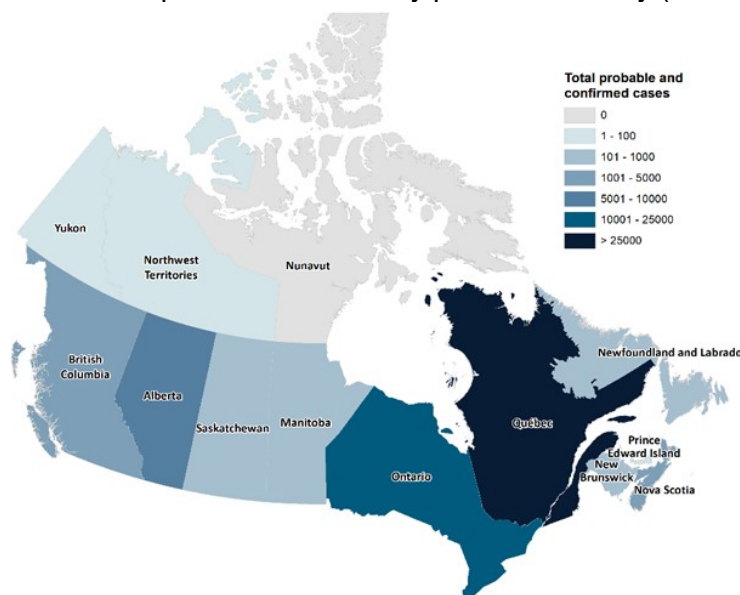 Total probable and
confirmed cases
0
1 - 100
101 - 1000
1001 - 5000
5001 - 10000
10001 - 25000
> 25000
Yukon
Northwest
Territories
Nunavut
British
Columbia
Alberta
Saskatchewan
Manitoba
Ontario
Québec
Newfoundland and Labrado
Prince
Edward Island
New
Brunswick
Nova Scotia